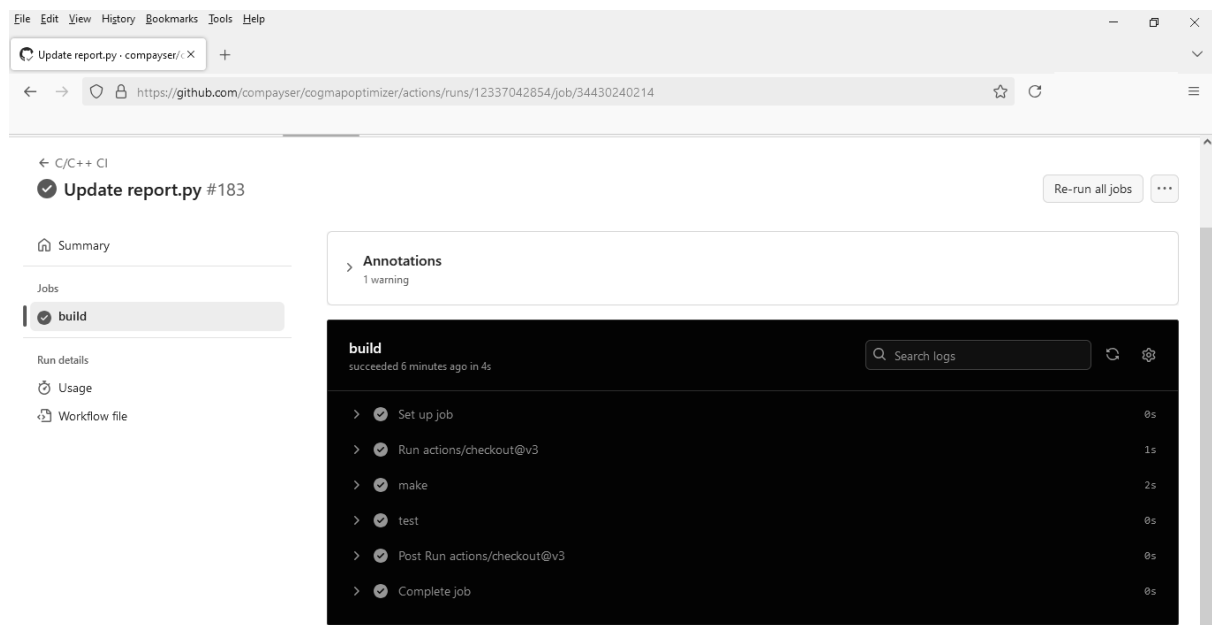 File Edit View History Bookmarks Tools Help
Update report.py · compayser/c
https://github.com/compayser/cogmapoptimizer/actions/runs/12337042854/job/34430240214
C/C++ CI
Update report.py #183
Re-run all jobs
Summary
Annotations
1 warning
Jobs
build
Run details
Usage
Workflow file
build
succeeded 6 minutes ago in 4s
Search logs
Set up job 0s
Run actions/checkout@v3 1s
make 2s
test 0s
Post Run actions/checkout@v3 0s
Complete job 0s